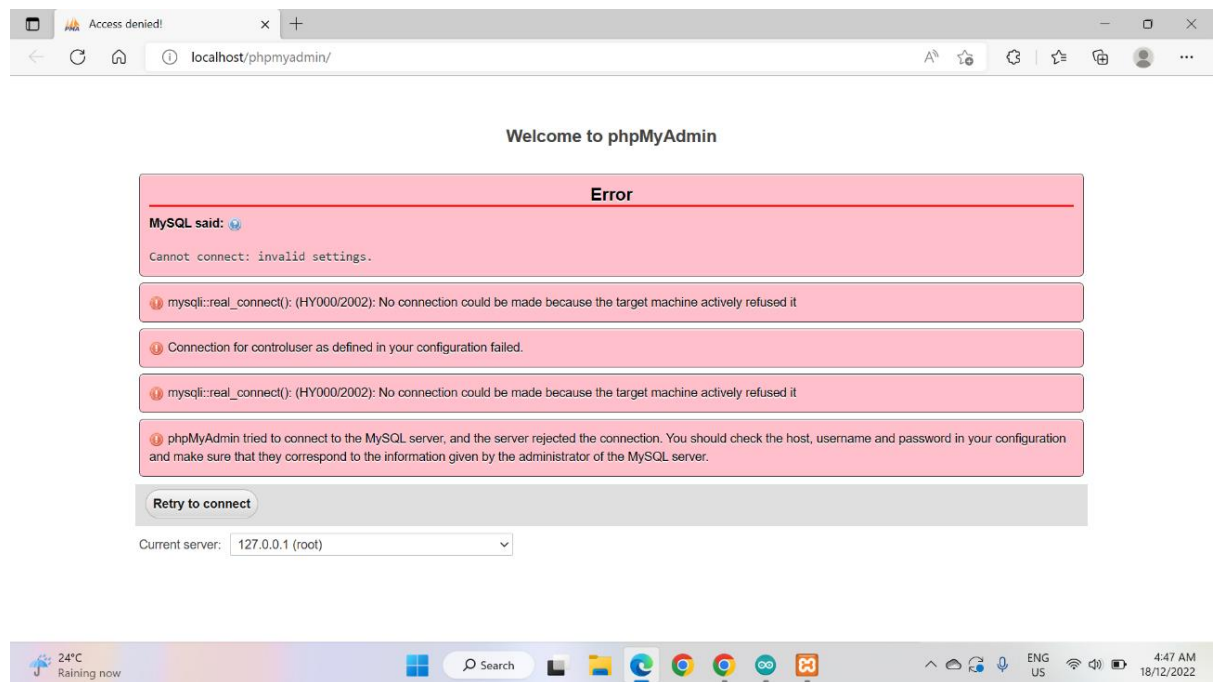 Access denied!
localhost/phpmyadmin/
Welcome to phpMyAdmin
Error
MySQL said:
Cannot connect: invalid settings.
mysqli::real_connect(): (HY000/2002): No connection could be made because the target machine actively refused it
Connection for controluser as defined in your configuration failed.
mysqli::real_connect(): (HY000/2002): No connection could be made because the target machine actively refused it
phpMyAdmin tried to connect to the MySQL server, and the server rejected the connection. You should check the host, username and password in your configuration
and make sure that they correspond to the information given by the administrator of the MySQL server.
Retry to connect
Current server: 127.0.0.1 (root)
24°C
Raining now
Search
ENG
US
4:47 AM
18/12/2022